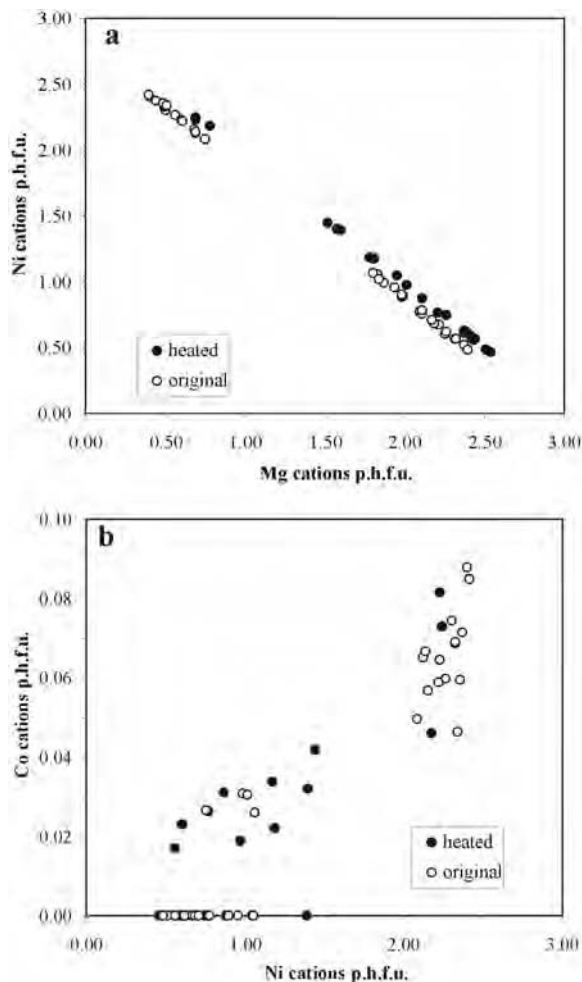 a
3.00
2.50
2.00
1.50
1.00
0.50
0.00
Ni cations p.h.f.u.
heated
original
0.00 0.50 1.00 1.50 2.00 2.50 3.00
Mg cations p.h.f.u.
b
0.10
0.08
0.06
0.04
0.02
0.00
Co cations p.h.f.u.
heated
original
0.00 1.00 2.00 3.00
Ni cations p.h.f.u.